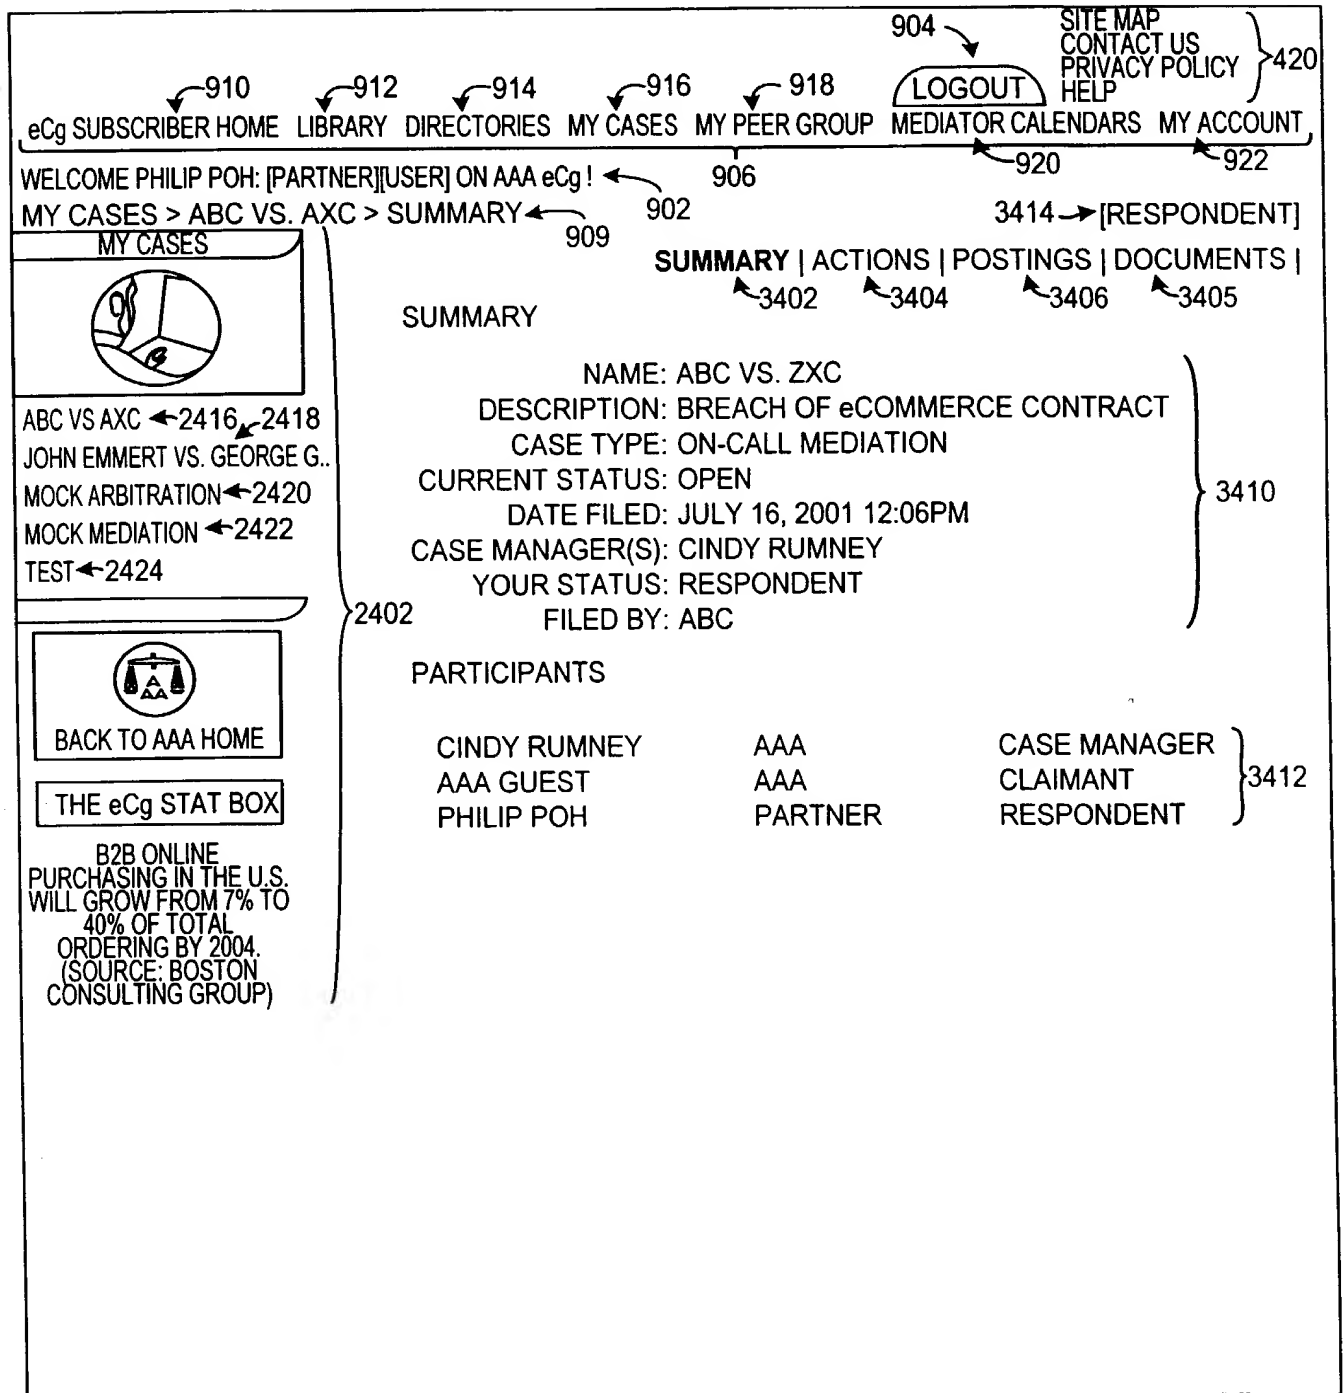 904 SITE MAP
CONTACT US
PRIVACY POLICY
HELP
420
LOGOUT
910 912 914 916 918
eCg SUBSCRIBER HOME LIBRARY DIRECTORIES MY CASES MY PEER GROUP MEDIATOR CALENDARS MY ACCOUNT
906 920 922
WELCOME PHILIP POH: [PARTNER][USER] ON AAA eCg !
902
MY CASES > ABC VS. AXC > SUMMARY
909
3414 [RESPONDENT]
MY CASES
SUMMARY | ACTIONS | POSTINGS | DOCUMENTS |
3402 3404 3406 3405
ABC VS AXC 2416 2418
JOHN EMMERT VS. GEORGE G..
MOCK ARBITRATION 2420
MOCK MEDIATION 2422
TEST 2424
2402
BACK TO AAA HOME
A
AA
THE eCg STAT BOX
B2B ONLINE
PURCHASING IN THE U.S.
WILL GROW FROM 7% TO
40% OF TOTAL
ORDERING BY 2004.
(SOURCE: BOSTON
CONSULTING GROUP)
SUMMARY
NAME: ABC VS. ZXC
DESCRIPTION: BREACH OF eCOMMERCE CONTRACT
CASE TYPE: ON-CALL MEDIATION
CURRENT STATUS: OPEN
DATE FILED: JULY 16, 2001 12:06PM
CASE MANAGER(S): CINDY RUMNEY
YOUR STATUS: RESPONDENT
FILED BY: ABC
3410
PARTICIPANTS
CINDY RUMNEY AAA CASE MANAGER
AAA GUEST AAA CLAIMANT
PHILIP POH PARTNER RESPONDENT
3412